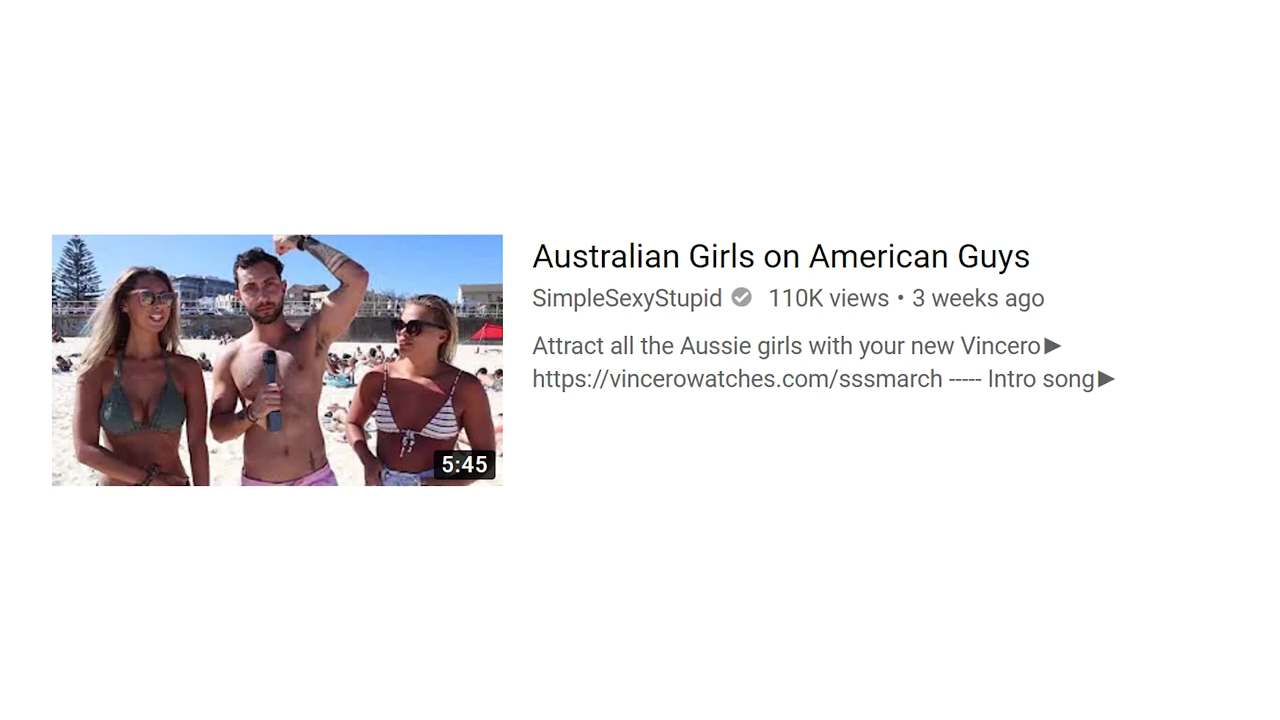 Australian Girls on American Guys
SimpleSexyStupid 110K views • 3 weeks ago
Attract all the Aussie girls with your new Vincero►
https://vincerowatches.com/sssmarch ----- Intro song►
5:45